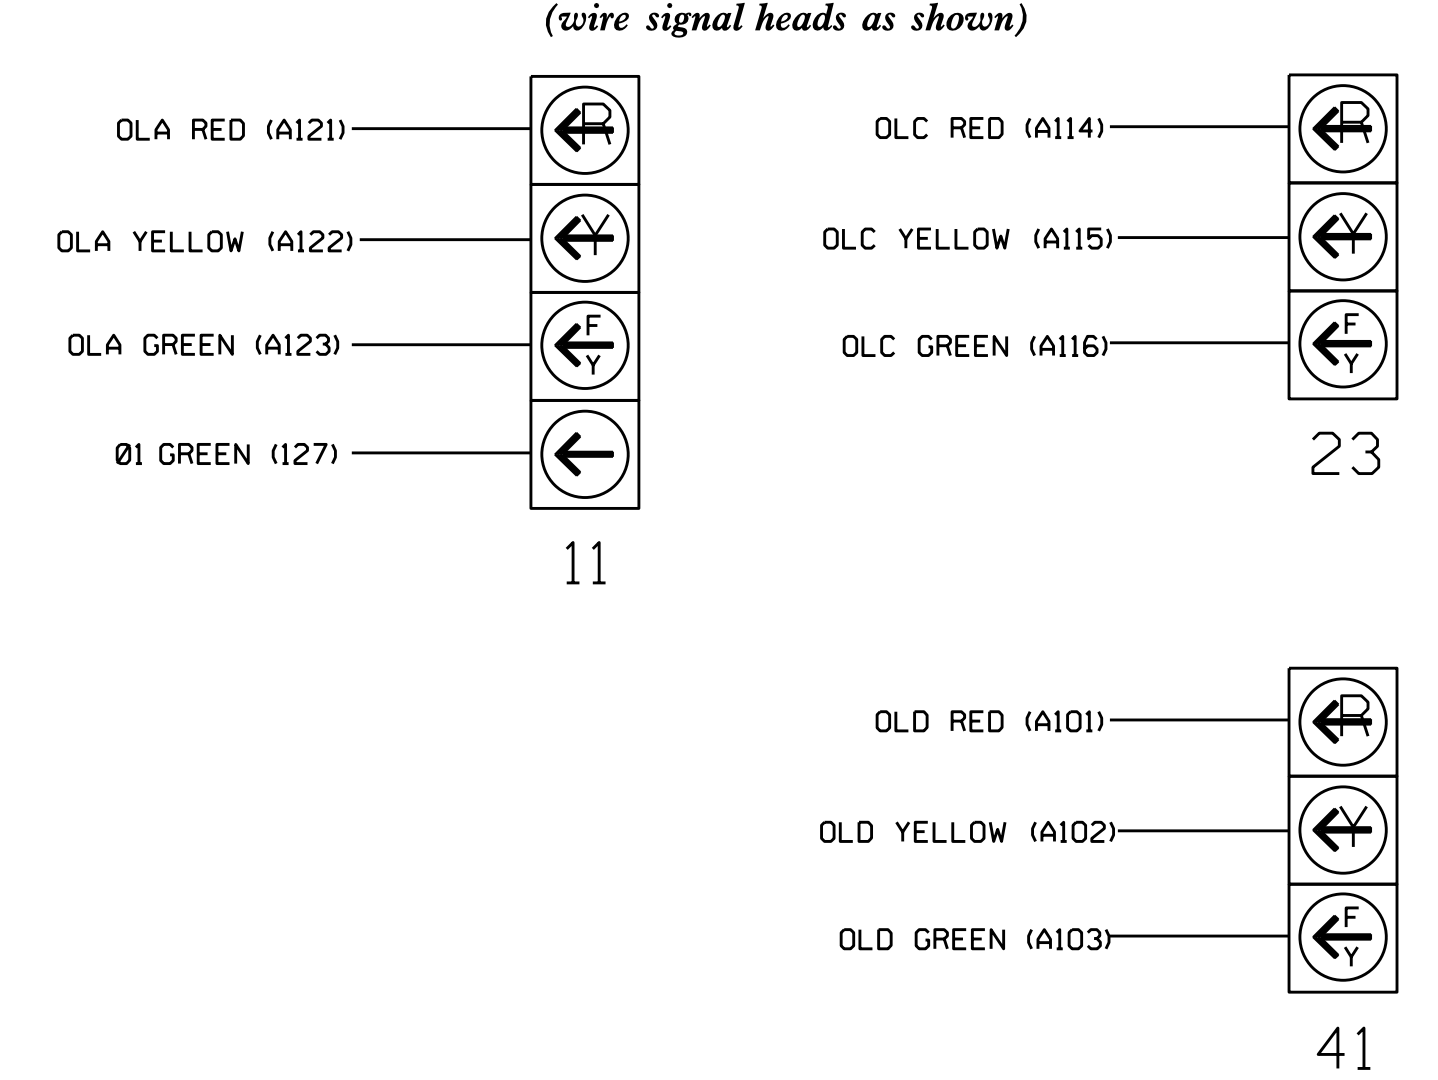 (wire signal heads as shown)
OLA RED (A121)
R
OLA YELLOW (A122)
Y
OLA GREEN (A123)
F
Y
Ø1 GREEN (127)
11
OLC RED (A114)
R
OLC YELLOW (A115)
Y
OLC GREEN (A116)
F
Y
23
OLD RED (A101)
R
OLD YELLOW (A102)
Y
OLD GREEN (A103)
F
Y
41